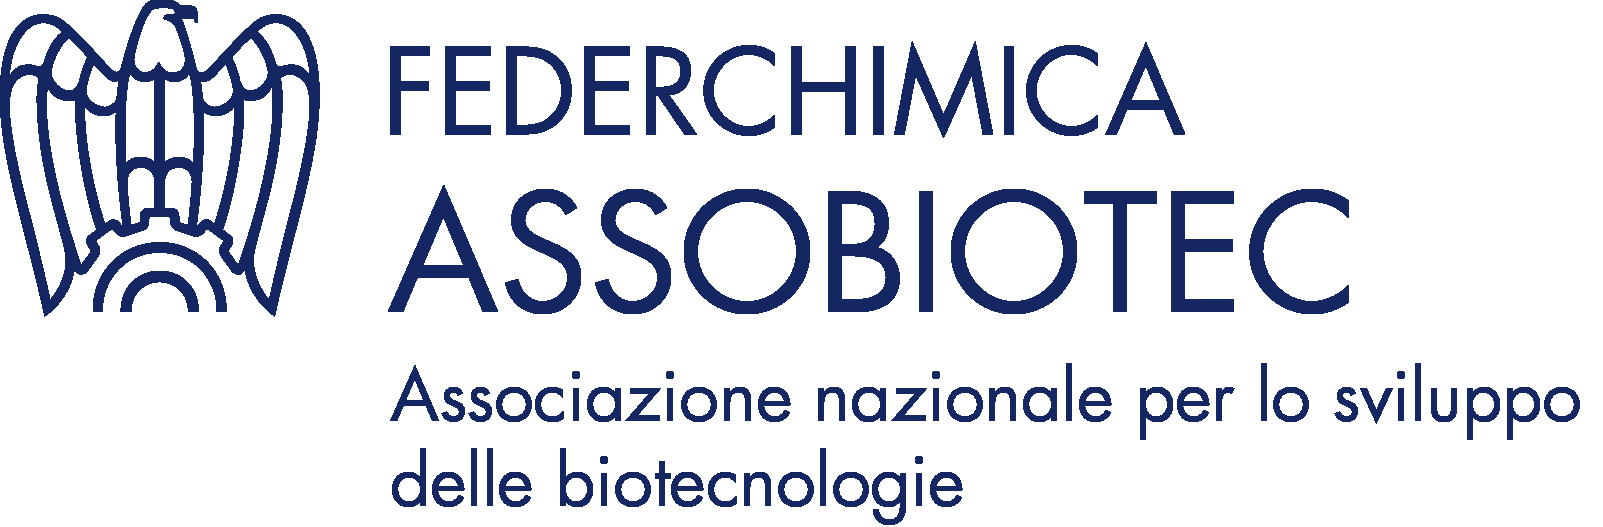 FEDERCHIMICA
ASSOBIOTEC
Associazione nazionale per lo sviluppo
delle biotecnologie